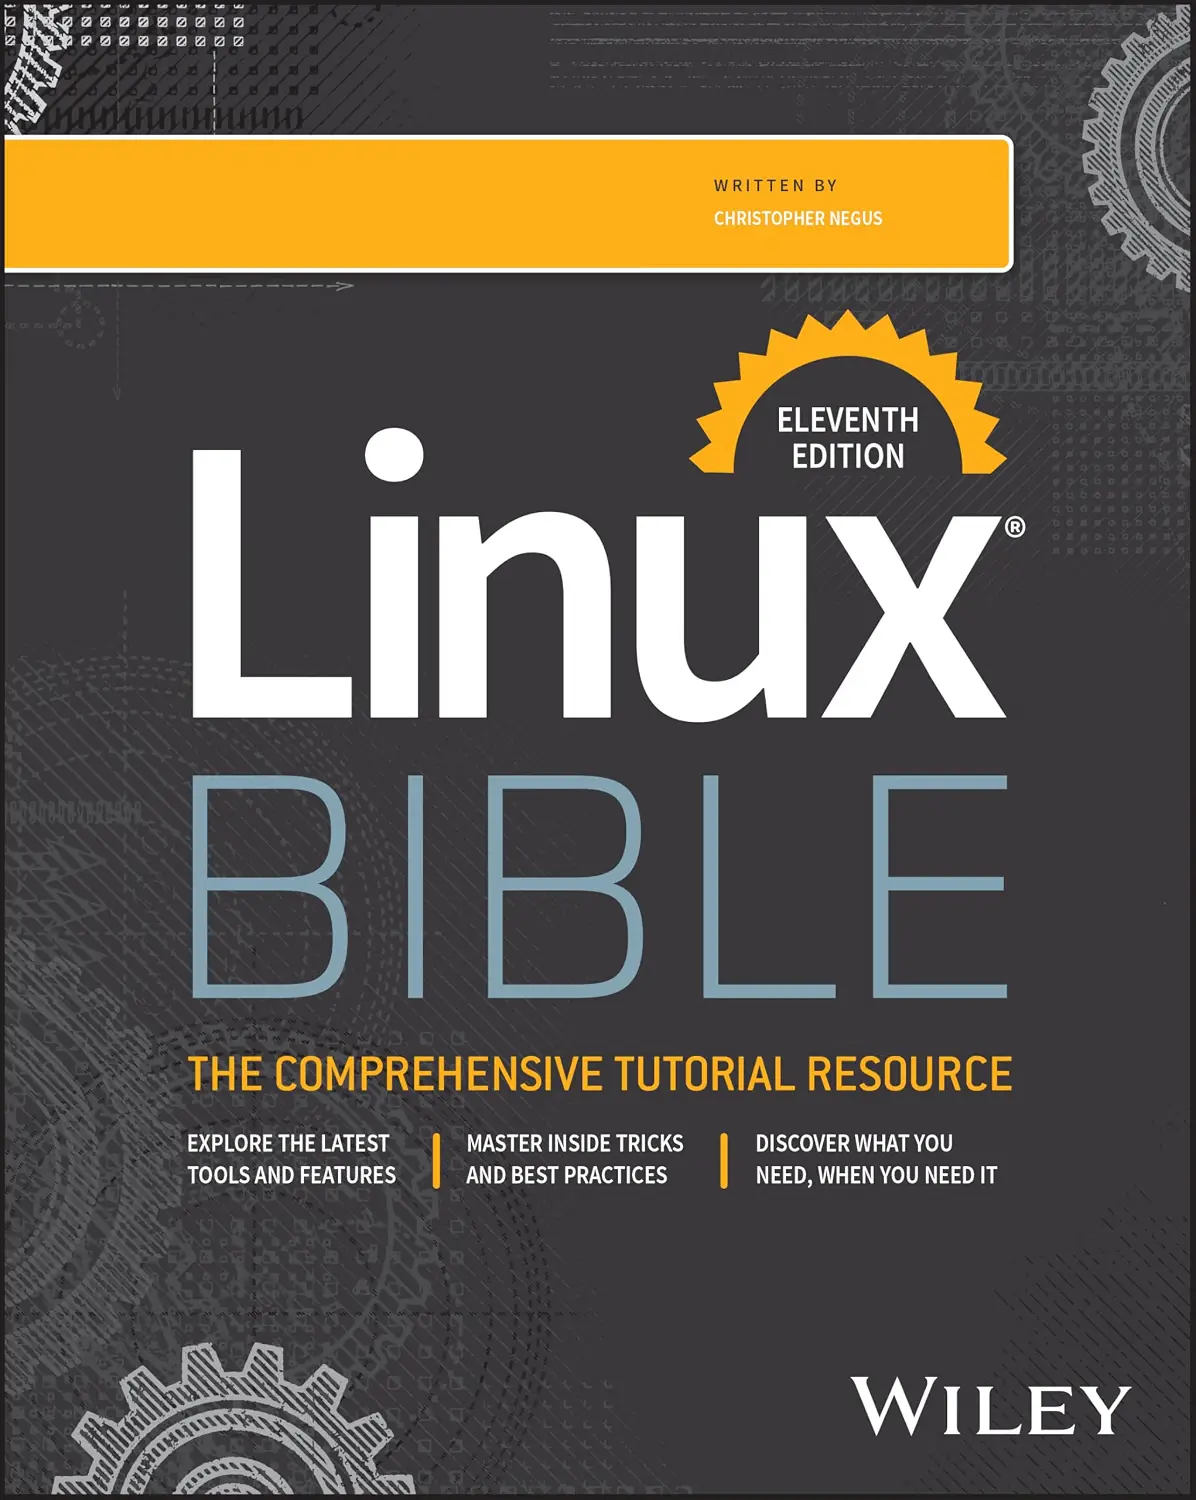 WRITTEN BY
CHRISTOPHER NEGUS
ELEVENTH
EDITION
Linux®
BIBLE
THE COMPREHENSIVE TUTORIAL RESOURCE
EXPLORE THE LATEST
TOOLS AND FEATURES
MASTER INSIDE TRICKS
AND BEST PRACTICES
DISCOVER WHAT YOU
NEED, WHEN YOU NEED IT
WILEY